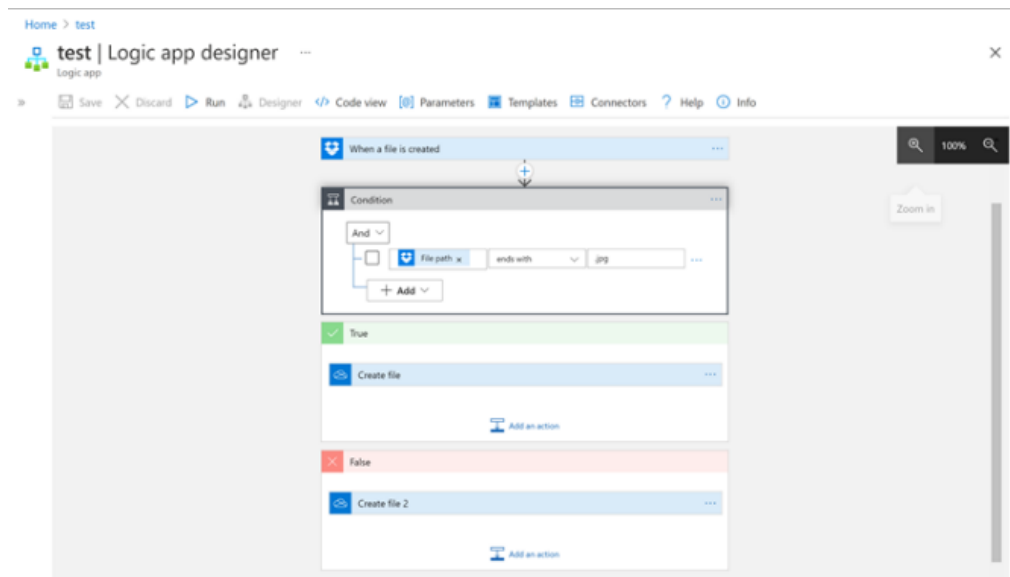 Home > test
test | Logic app designer ...
Logic app
» Save Discard Run Designer </> Code view [@] Parameters Templates Connectors ? Help Info
When a file is created ...
100%
Condition ...
Zoom in
And
File path x ends with .jpg ...
+ Add
True
Create file ...
Add an action
False
Create file 2 ...
Add an action